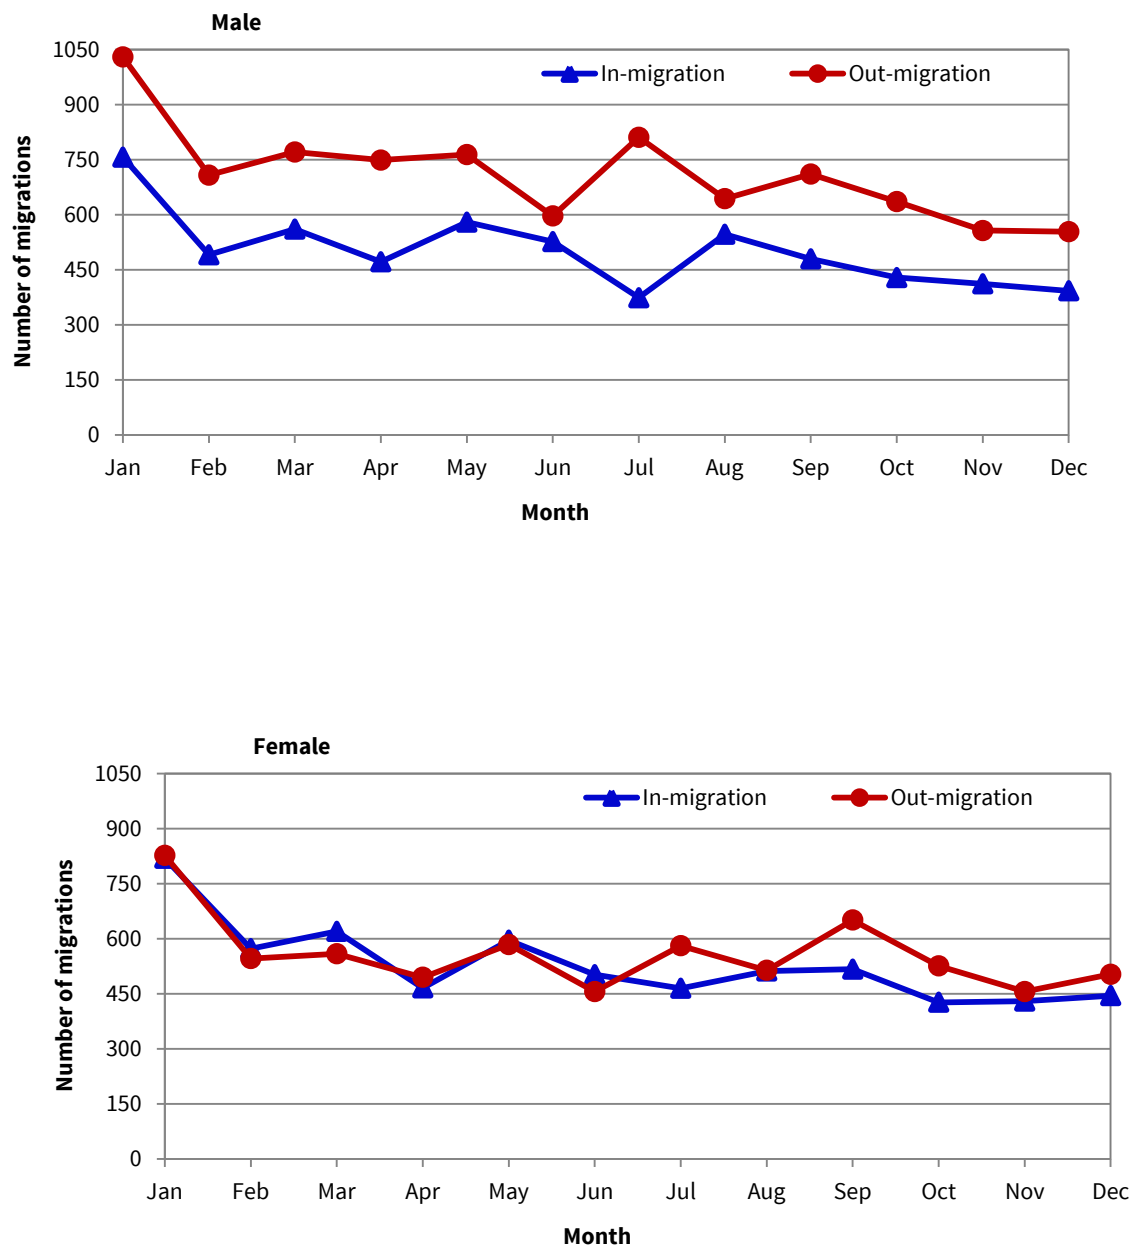 Male
1050
In-migration Out-migration
900
750
600
450
300
150
0
Number of migrations
Jan Feb Mar Apr May Jun Jul Aug Sep Oct Nov Dec
Month
Female
1050
In-migration Out-migration
900
750
600
450
300
150
0
Number of migrations
Jan Feb Mar Apr May Jun Jul Aug Sep Oct Nov Dec
Month